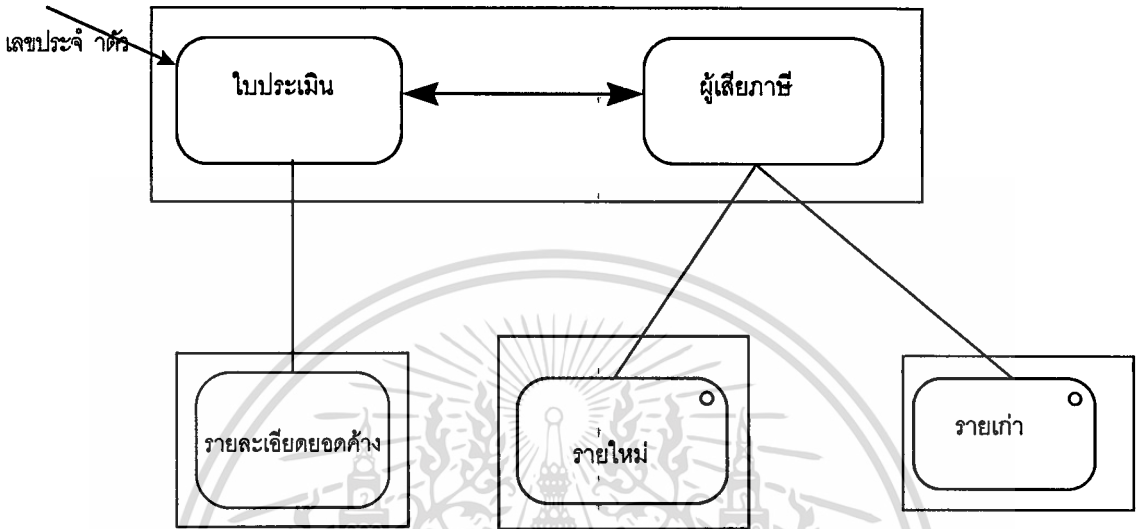 เลขประจํ าตัว
ใบประเมิน
ผู้เสียภาษี
รายละเอียดยอดค้าง
รายใหม่
รายเก่า